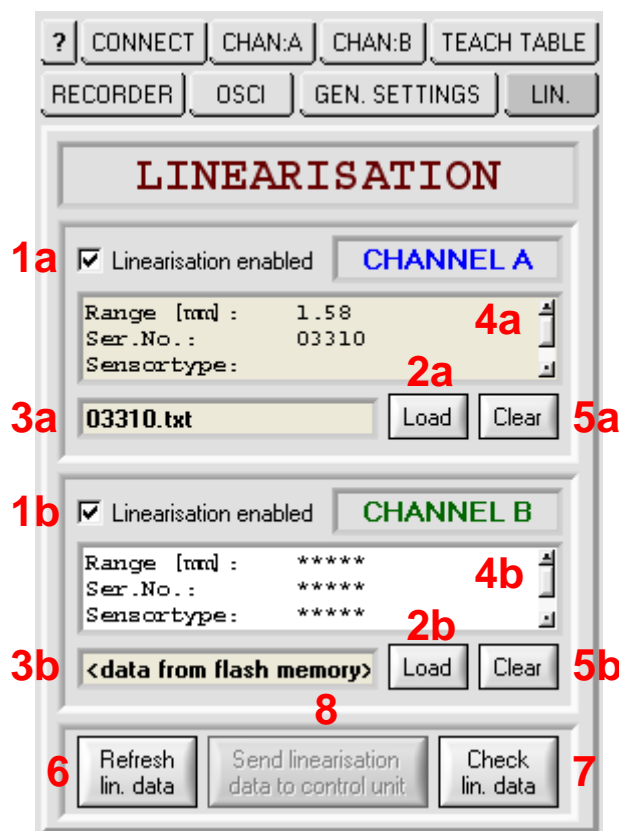 ? CONNECT CHAN:A CHAN:B TEACH TABLE
RECORDER OSCI GEN. SETTINGS LIN.
LINEARISATION
1a Linearisation enabled CHANNEL A
Range [mm]: 1.58 4a
Ser.No.: 03310
Sensortype:
2a
3a 03310.txt Load Clear 5a
1b Linearisation enabled CHANNEL B
Range [mm]: *****
Ser.No.: ***** 4b
Sensortype: *****
2b
3b <data from flash memory> Load Clear 5b
8
6 Refresh Send linearisation Check 7
lin. data data to control unit lin. data